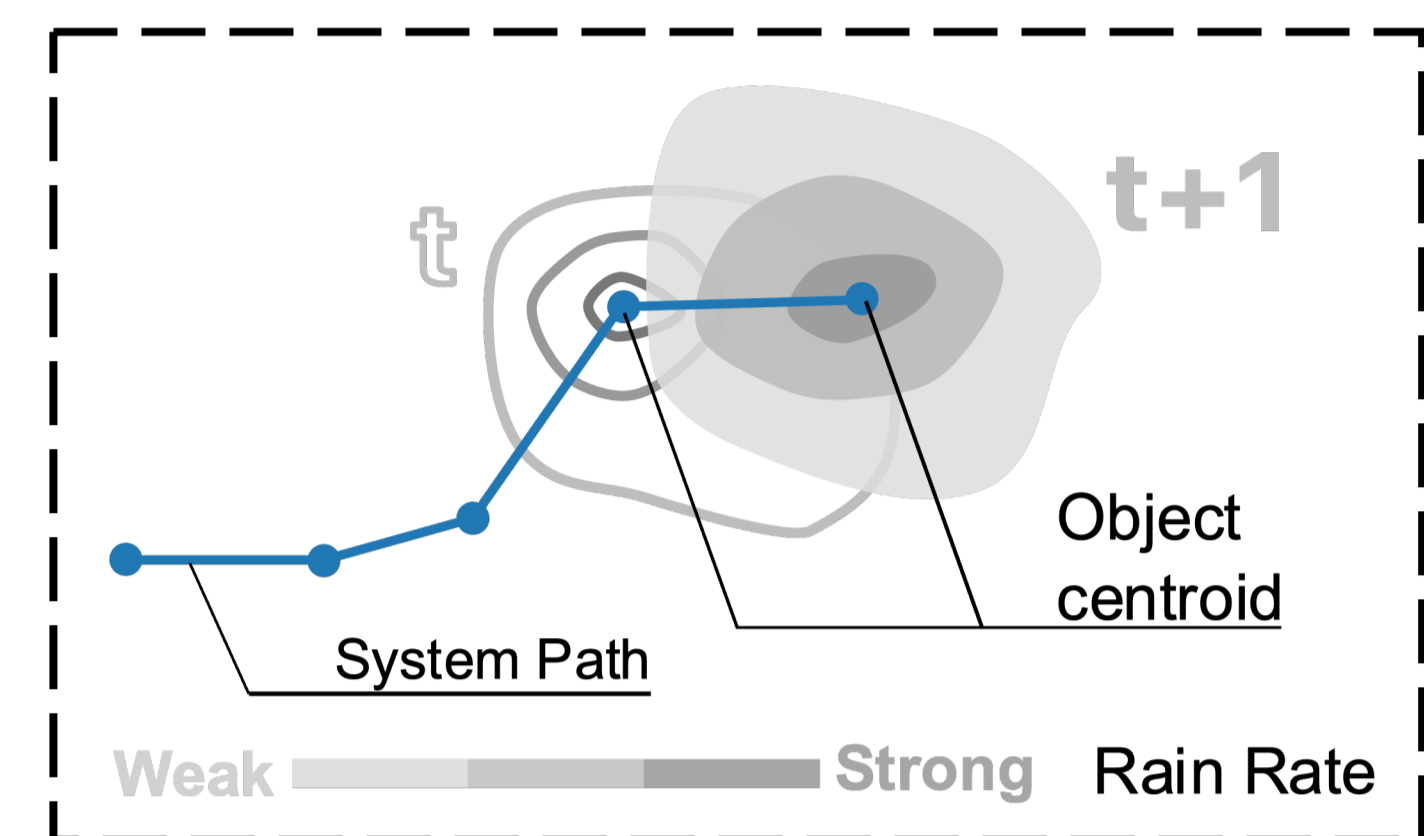 t+1
t
Object
centroid
System Path
Weak Strong Rain Rate